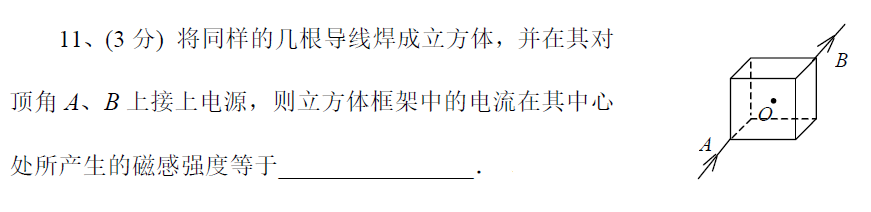 11、(3 分) 将同样的几根导线焊成立方体，并在其对
顶角 A、B 上接上电源，则立方体框架中的电流在其中心
处所产生的磁感强度等于________________．
B
O
A